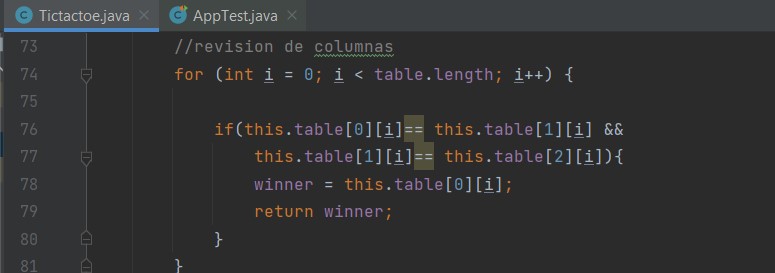 Tictactoe.java × AppTest.java ×
73 //revision de columnas
74 for (int i = 0; i < table.length; i++) {
75
76 if(this.table[0][i]== this.table[1][i] &&
77 this.table[1][i]== this.table[2][i]){
78 winner = this.table[0][i];
79 return winner;
80 }
81 }